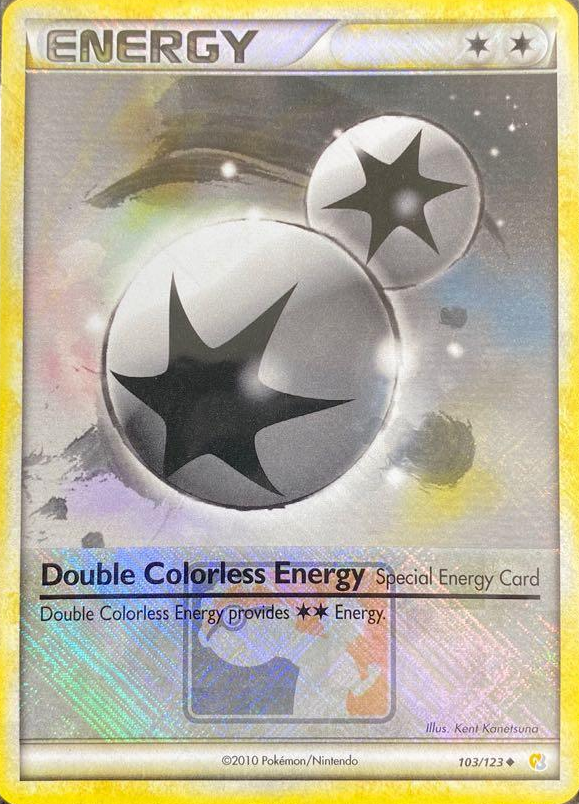 ENERGY
Double Colorless Energy Special Energy Card
Double Colorless Energy provides Energy.
Illus. Kent Kanetsuna
©2010 Pokémon/Nintendo 103/123